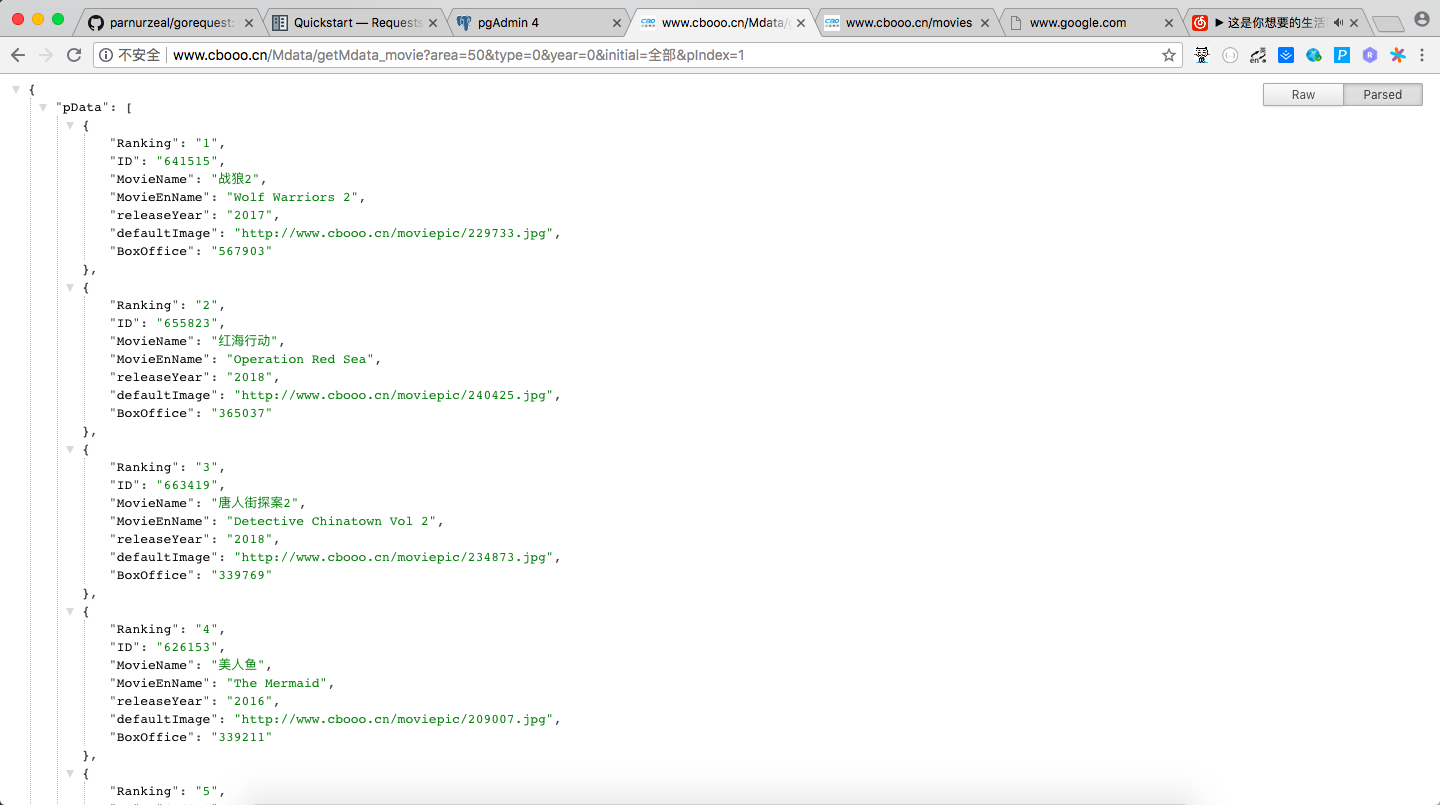 parnurzeal/gorequest:
Quickstart — Requests
pgAdmin 4
www.cbooo.cn/Mdata/g
www.cbooo.cn/movies
www.google.com
这是你想要的生活
不安全 www.cbooo.cn/Mdata/getMdata_movie?area=50&type=0&year=0&initial=全部&pIndex=1
Raw Parsed
{
"pData": [
{
"Ranking": "1",
"ID": "641515",
"MovieName": "战狼2",
"MovieEnName": "Wolf Warriors 2",
"releaseYear": "2017",
"defaultImage": "http://www.cbooo.cn/moviepic/229733.jpg",
"BoxOffice": "567903"
},
{
"Ranking": "2",
"ID": "655823",
"MovieName": "红海行动",
"MovieEnName": "Operation Red Sea",
"releaseYear": "2018",
"defaultImage": "http://www.cbooo.cn/moviepic/240425.jpg",
"BoxOffice": "365037"
},
{
"Ranking": "3",
"ID": "663419",
"MovieName": "唐人街探案2",
"MovieEnName": "Detective Chinatown Vol 2",
"releaseYear": "2018",
"defaultImage": "http://www.cbooo.cn/moviepic/234873.jpg",
"BoxOffice": "339769"
},
{
"Ranking": "4",
"ID": "626153",
"MovieName": "美人鱼",
"MovieEnName": "The Mermaid",
"releaseYear": "2016",
"defaultImage": "http://www.cbooo.cn/moviepic/209007.jpg",
"BoxOffice": "339211"
},
{
"Ranking": "5",